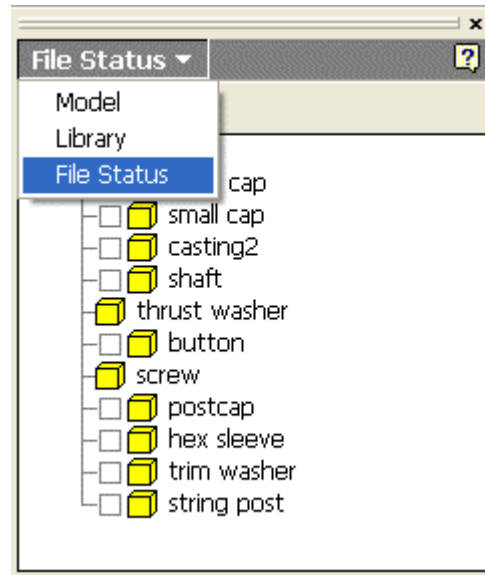 File Status
Model
Library
File Status
cap
small cap
casting2
shaft
thrust washer
button
screw
postcap
hex sleeve
trim washer
string post